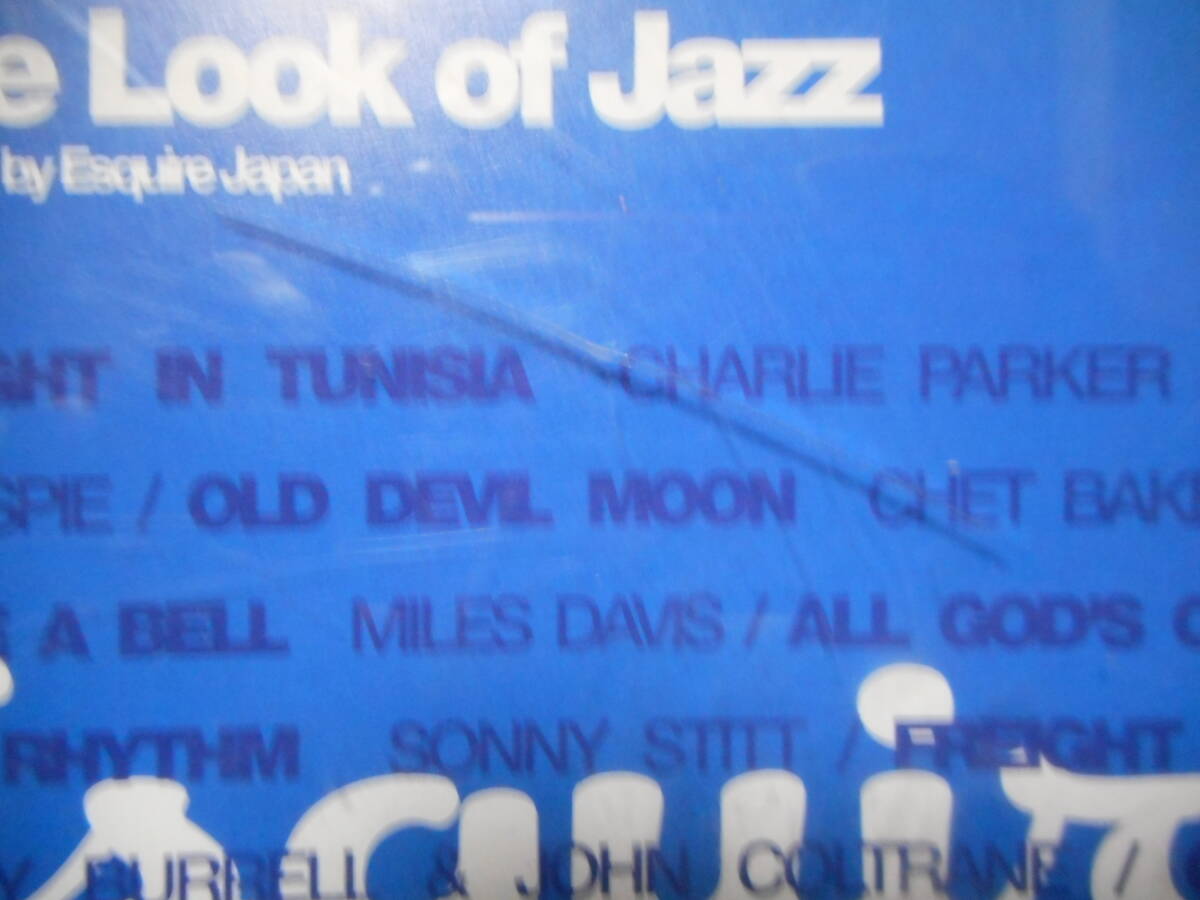 e Look of Jazz
by Esquire Japan
GHT IN TUNISIA CHARLIE PARKER
SPIE / OLD DEVIL MOON CHET BAK
A BELL MILES DAVIS / ALL GOD'S C
RHYTHM SONNY STITT / FREIGHT
squir
Y BURRELL & JOHN COLTRANE /